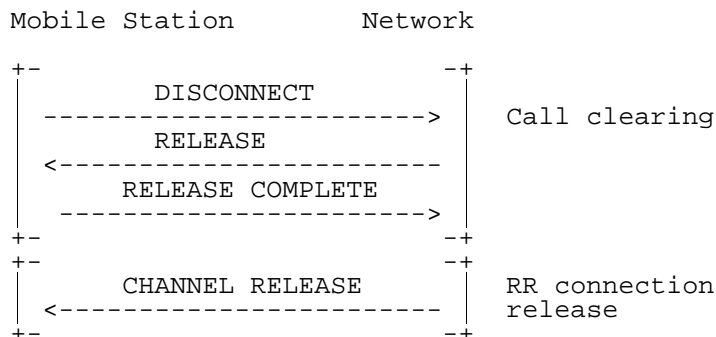 Mobile Station Network
DISCONNECT
Call clearing
RELEASE
RELEASE COMPLETE
CHANNEL RELEASE RR connection
release